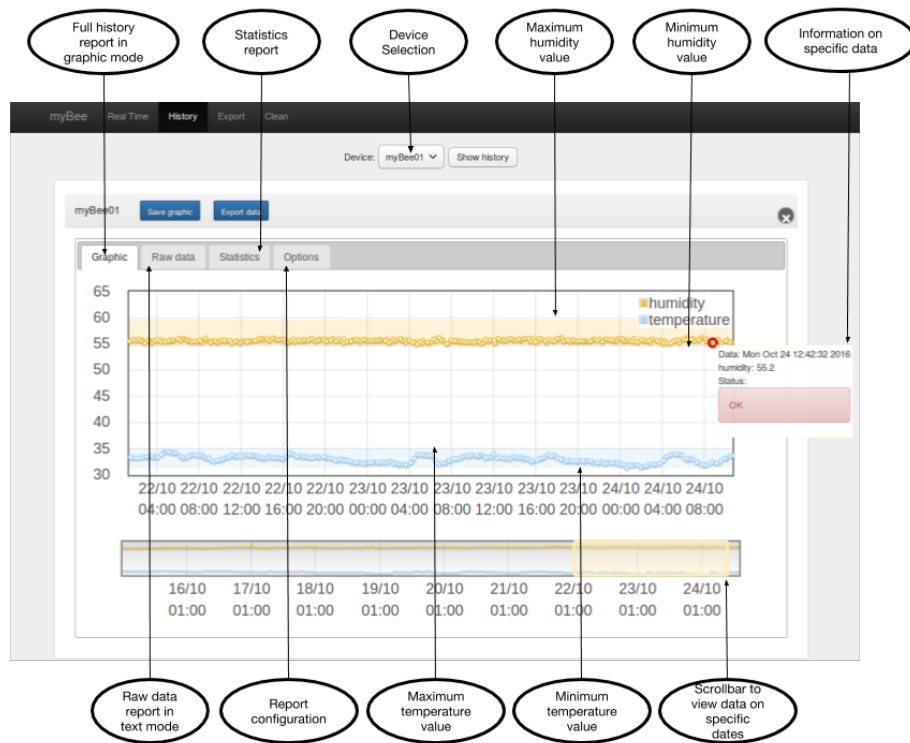 Full history
report in
graphic mode
Statistics
report
Device
Selection
Maximum
humidity
value
Minimum
humidity
value
Information on
specific data
myBee Real Time History Export Clean
Device: myBee01 Show history
myBee01 Save graphic Export data
Graphic Raw data Statistics Options
65
60
55
50
45
40
35
30
humidity
temperature
Data: Mon Oct 24 12:42:32 2016
humidity: 55.2
Status:
OK
22/10 22/10 22/10 22/10 22/10 23/10 23/10 23/10 23/10 23/10 23/10 24/10 24/10 24/10
04:00 08:00 12:00 16:00 20:00 00:00 04:00 08:00 12:00 16:00 20:00 00:00 04:00 08:00
16/10 17/10 18/10 19/10 20/10 21/10 22/10 23/10 24/10
01:00 01:00 01:00 01:00 01:00 01:00 01:00 01:00 01:00
Raw data
report in
text mode
Report
configuration
Maximum
temperature
value
Minimum
temperature
value
Scrollbar to
view data on
specific
dates